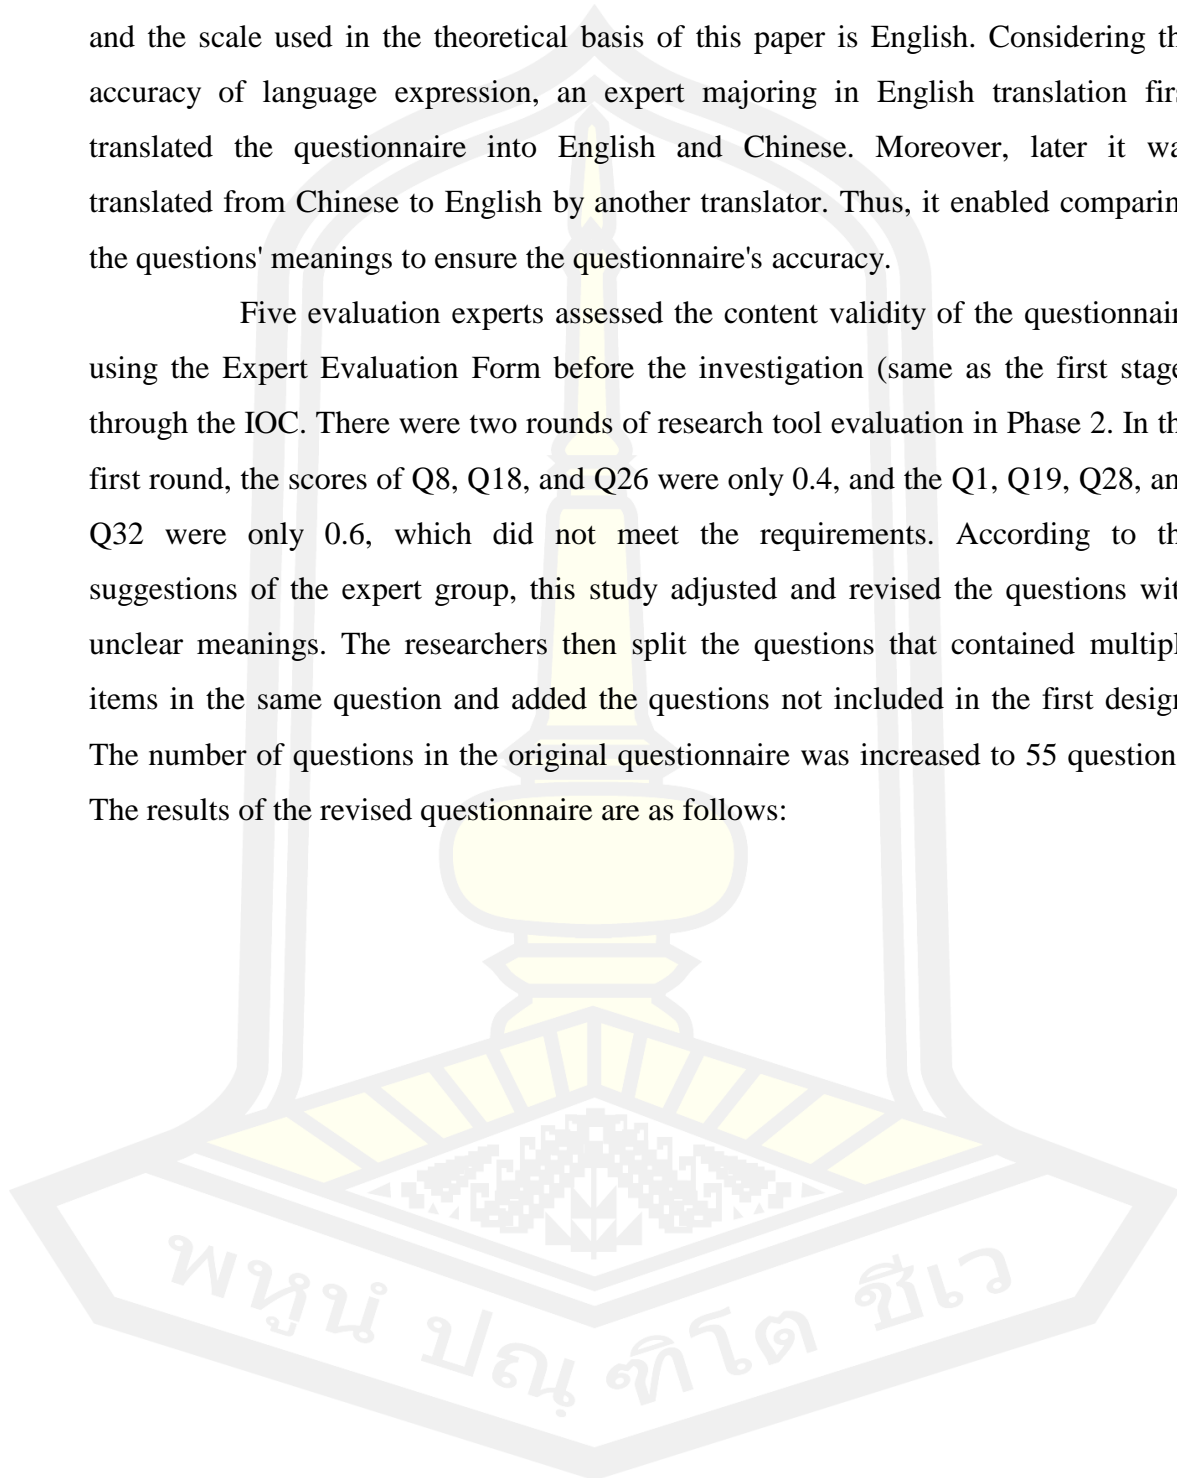 and the scale used in the theoretical basis of this paper is English. Considering th
accuracy of language expression, an expert majoring in English translation firs
translated the questionnaire into English and Chinese. Moreover, later it wa
translated from Chinese to English by another translator. Thus, it enabled comparin
the questions' meanings to ensure the questionnaire's accuracy.
Five evaluation experts assessed the content validity of the questionnair
using the Expert Evaluation Form before the investigation (same as the first stage
through the IOC. There were two rounds of research tool evaluation in Phase 2. In th
first round, the scores of Q8, Q18, and Q26 were only 0.4, and the Q1, Q19, Q28, an
Q32 were only 0.6, which did not meet the requirements. According to th
suggestions of the expert group, this study adjusted and revised the questions wit
unclear meanings. The researchers then split the questions that contained multipl
items in the same question and added the questions not included in the first design
The number of questions in the original questionnaire was increased to 55 question
The results of the revised questionnaire are as follows:
พหูนํ ปณฺ ฑิโต ชีเว